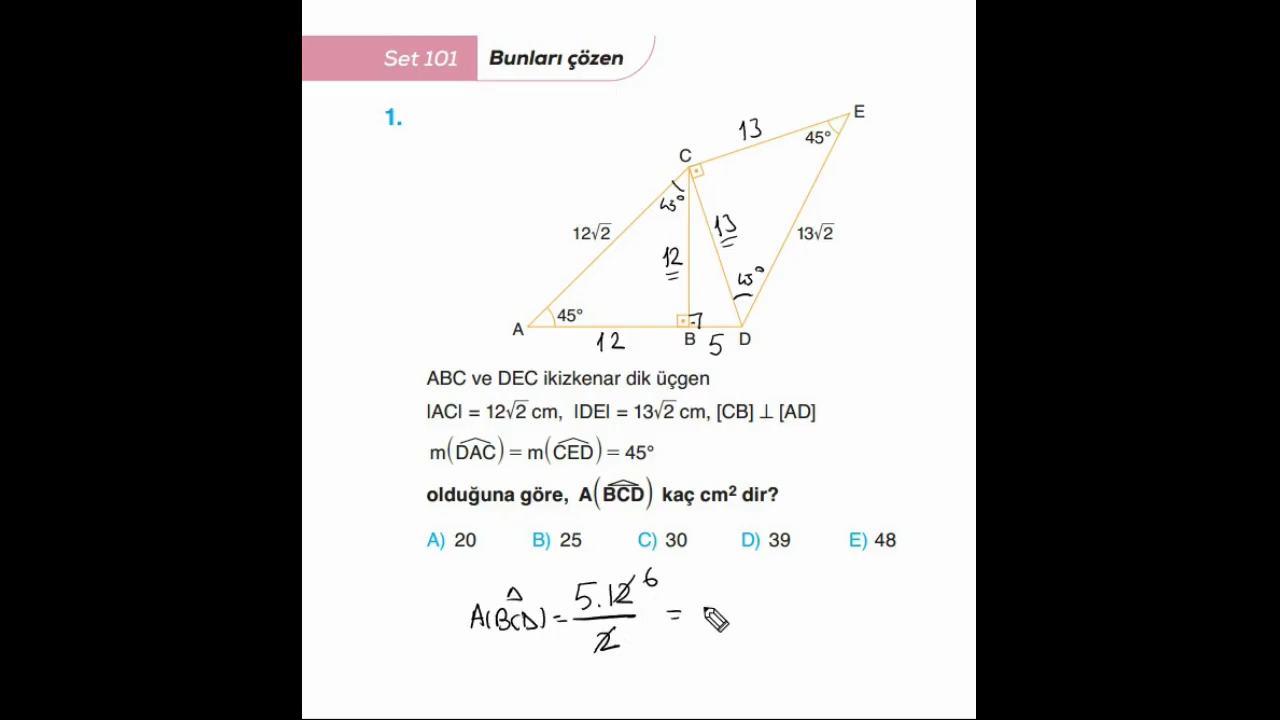 Set 101 Bunları çözen
1.
E
13
45°
C
45°
12√2
13
13√2
12
45°
45°
A
B
D
12
5
ABC ve DEC ikizkenar dik üçgen
|AC| = 12√2 cm, |DE| = 13√2 cm, [CB] ⊥ [AD]
m(DAC) = m(CED) = 45°
olduğuna göre, A(BCD) kaç cm² dir?
A) 20 B) 25 C) 30 D) 39 E) 48
A(BCD) = 5.12/2 6 =